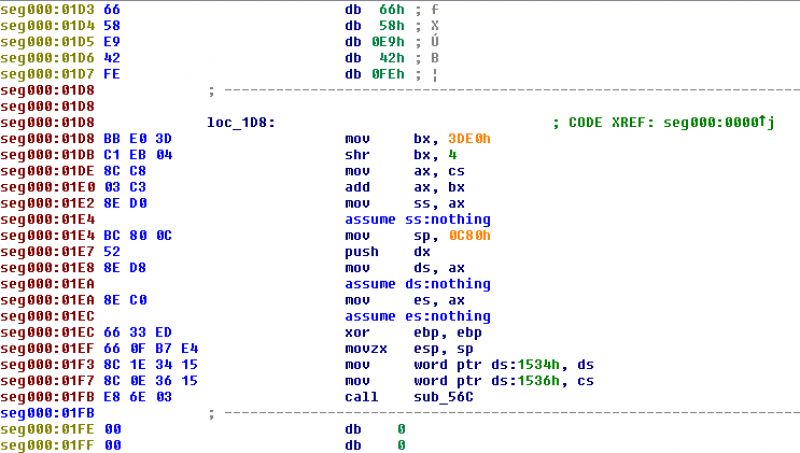 seg000:01D3 66 db 66h ; f
seg000:01D4 58 db 58h ; X
seg000:01D5 E9 db 0E9h ; Ú
seg000:01D6 42 db 42h ; B
seg000:01D7 FE db 0FEh ; ¦
seg000:01D8 ; ---------------------------------------------------------------------------
seg000:01D8
seg000:01D8 loc_1D8: ; CODE XREF: seg000:0000↑j
seg000:01D8 BB E0 3D mov bx, 3DE0h
seg000:01DB C1 EB 04 shr bx, 4
seg000:01DE 8C C8 mov ax, cs
seg000:01E0 03 C3 add ax, bx
seg000:01E2 8E D0 mov ss, ax
seg000:01E4 assume ss:nothing
seg000:01E4 BC 80 0C mov sp, 0C80h
seg000:01E7 52 push dx
seg000:01E8 8E D8 mov ds, ax
seg000:01EA assume ds:nothing
seg000:01EA 8E C0 mov es, ax
seg000:01EC assume es:nothing
seg000:01EC 66 33 ED xor ebp, ebp
seg000:01EF 66 0F B7 E4 movzx esp, sp
seg000:01F3 8C 1E 34 15 mov word ptr ds:1534h, ds
seg000:01F7 8C 0E 36 15 mov word ptr ds:1536h, cs
seg000:01FB E8 6E 03 call sub_56C
seg000:01FB ; ---------------------------------------------------------------------------
seg000:01FE 00 db 0
seg000:01FF 00 db 0